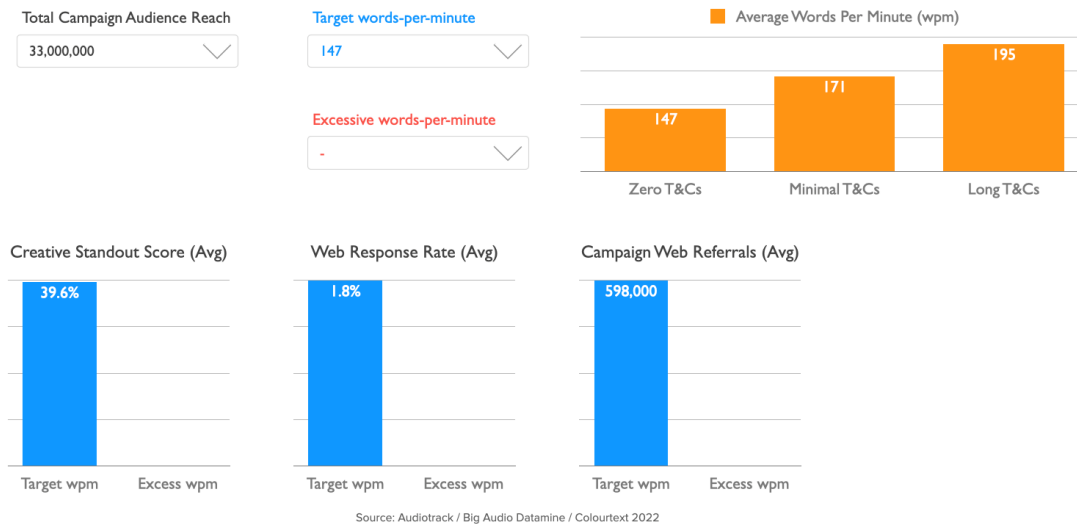 Total Campaign Audience Reach
33,000,000
Target words-per-minute
147
Excessive words-per-minute
-
Average Words Per Minute (wpm)
147
171
195
Zero T&Cs
Minimal T&Cs
Long T&Cs
Creative Standout Score (Avg)
39.6%
Target wpm
Excess wpm
Web Response Rate (Avg)
1.8%
Target wpm
Excess wpm
Campaign Web Referrals (Avg)
598,000
Target wpm
Excess wpm
Source: Audiotrack / Big Audio Datamine / Colourtext 2022